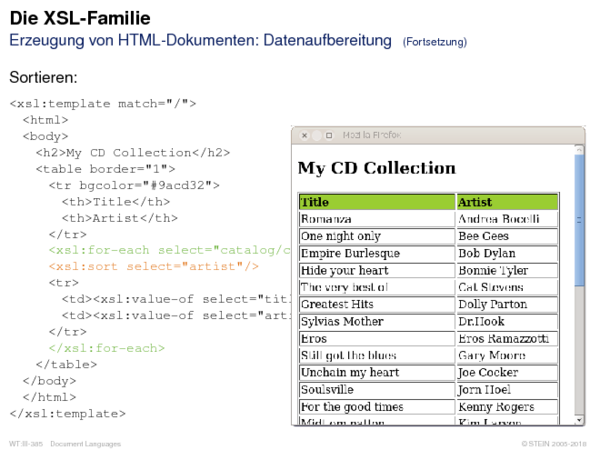 Die XSL-Familie
Erzeugung von HTML-Dokumenten: Datenaufbereitung (Fortsetzung)
Sortieren:
<xsl:template match="/">
<html>
<body>
<h2>My CD Collection</h2>
<table border="1">
<tr bgcolor="#9acd32">
<th>Title</th>
<th>Artist</th>
</tr>
<xsl:for-each select="catalog/c
<xsl:sort select="artist"/>
<tr>
<td><xsl:value-of select="titl
<td><xsl:value-of select="arti
</tr>
</xsl:for-each>
</table>
</body>
</html>
</xsl:template>
Mozilla Firefox
My CD Collection
Title Artist
Romanza Andrea Bocelli
One night only Bee Gees
Empire Burlesque Bob Dylan
Hide your heart Bonnie Tyler
The very best of Cat Stevens
Greatest Hits Dolly Parton
Sylvias Mother Dr.Hook
Eros Eros Ramazzotti
Still got the blues Gary Moore
Unchain my heart Joe Cocker
Soulsville Jorn Hoel
For the good times Kenny Rogers
Midt om natten Kim Larsen
WT:III-385 Document Languages
© STEIN 2005-2018